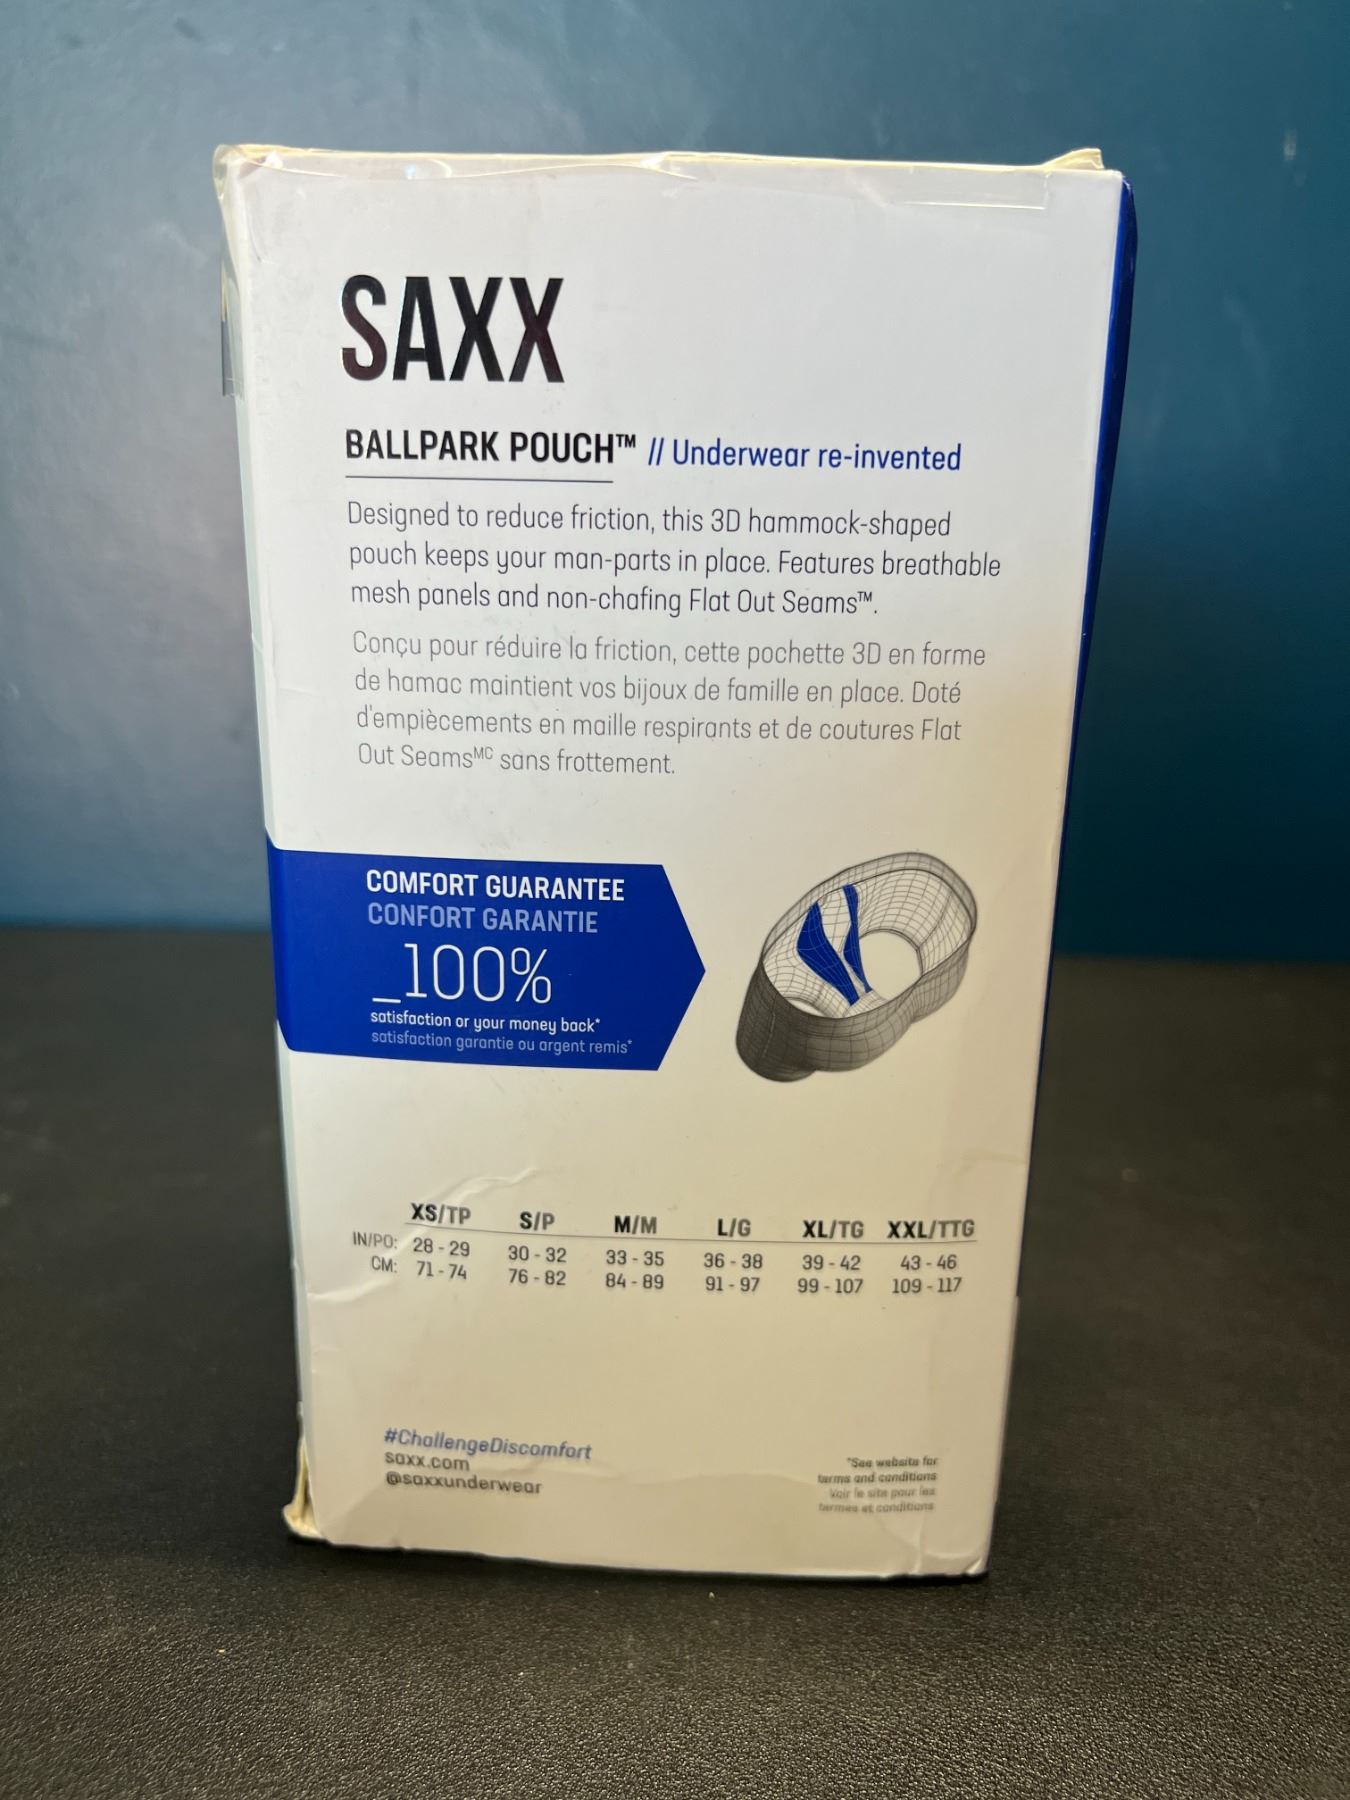 SAXX
BALLPARK POUCH™ // Underwear re-invented
Designed to reduce friction, this 3D hammock-shaped
pouch keeps your man-parts in place. Features breathable
mesh panels and non-chafing Flat Out Seams™.
Conçu pour réduire la friction, cette pochette 3D en forme
de hamac maintient vos bijoux de famille en place. Doté
d'empiècements en maille respirants et de coutures Flat
Out Seamsᴹᶜ sans frottement.
COMFORT GUARANTEE
CONFORT GARANTIE
_100%
satisfaction or your money back*
satisfaction garantie ou argent remis*
XS/TP S/P M/M L/G XL/TG XXL/TTG
IN/PO: 28 - 29 30 - 32 33 - 35 36 - 38 39 - 42 43 - 46
CM: 71 - 74 76 - 82 84 - 89 91 - 97 99 - 107 109 - 117
#ChallengeDiscomfort
saxx.com
@saxxunderwear
*See website for
terms and conditions
Voir le site pour les
termes et conditions